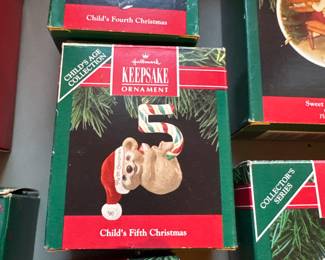 Child's Fourth Christmas
CHILD'S AGE
COLLECTION
Hallmark
KEEPSAKE
ORNAMENT
5
Child's Fifth Christmas
Sweet
COLLECTOR'S
SERIES